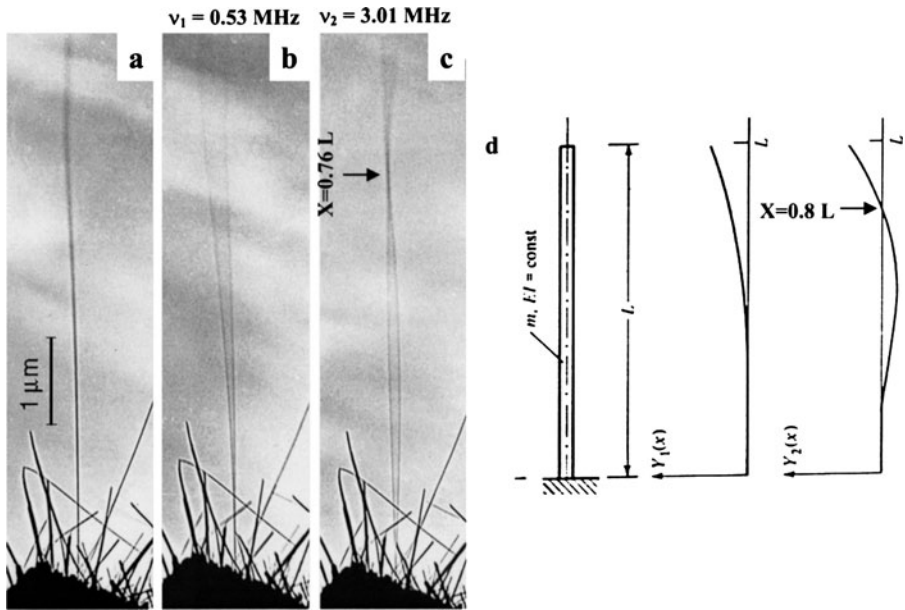 ν₁ = 0.53 MHz
ν₂ = 3.01 MHz
a
b
c
1 μm
X=0.76 L
d
m, EI = const
L
L
Y₁(x)
L
Y₂(x)
X=0.8 L